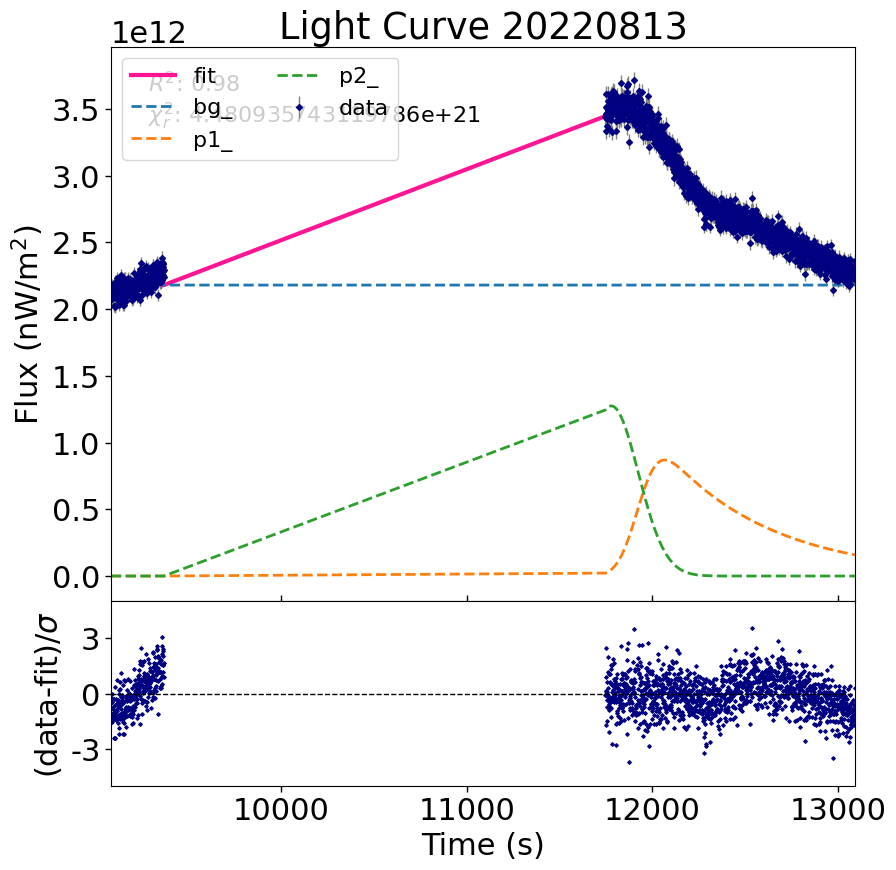 Light Curve 20220813
1e12
R²: 0.98
e+21
fit
bg_
p1_
p2_
data
Flux (nW/m²)
3.5
3.0
2.5
2.0
1.5
1.0
0.5
0.0
(data-fit)/σ
3
0
-3
10000
11000
12000
13000
Time (s)